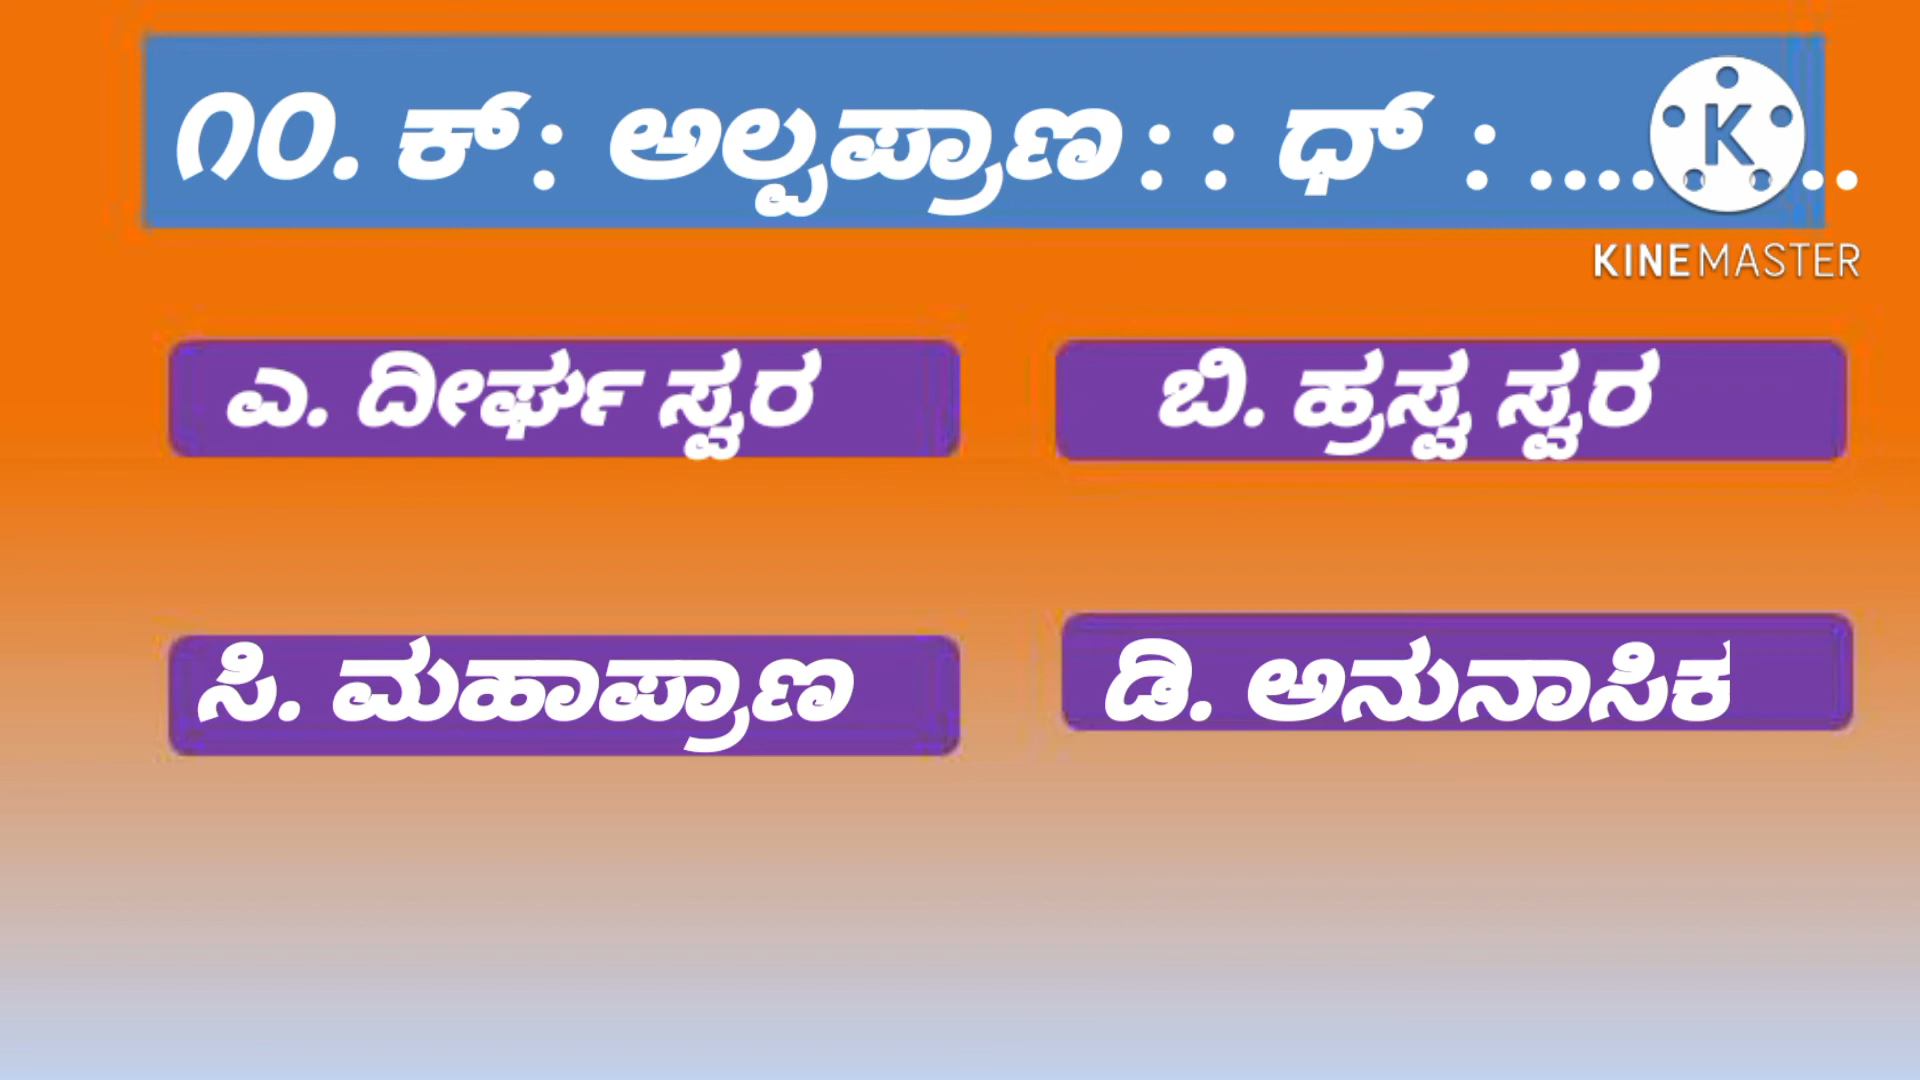 ೧೦. ಕ್: ಅಲ್ಪಪ್ರಾಣ: : ಧ್ : ..........
K
KINEMASTER
ಎ. ದೀರ್ಘ ಸ್ವರ
ಬಿ. ಹ್ರಸ್ವ ಸ್ವರ
ಸಿ. ಮಹಾಪ್ರಾಣ
ಡಿ. ಅನುನಾಸಿಕ